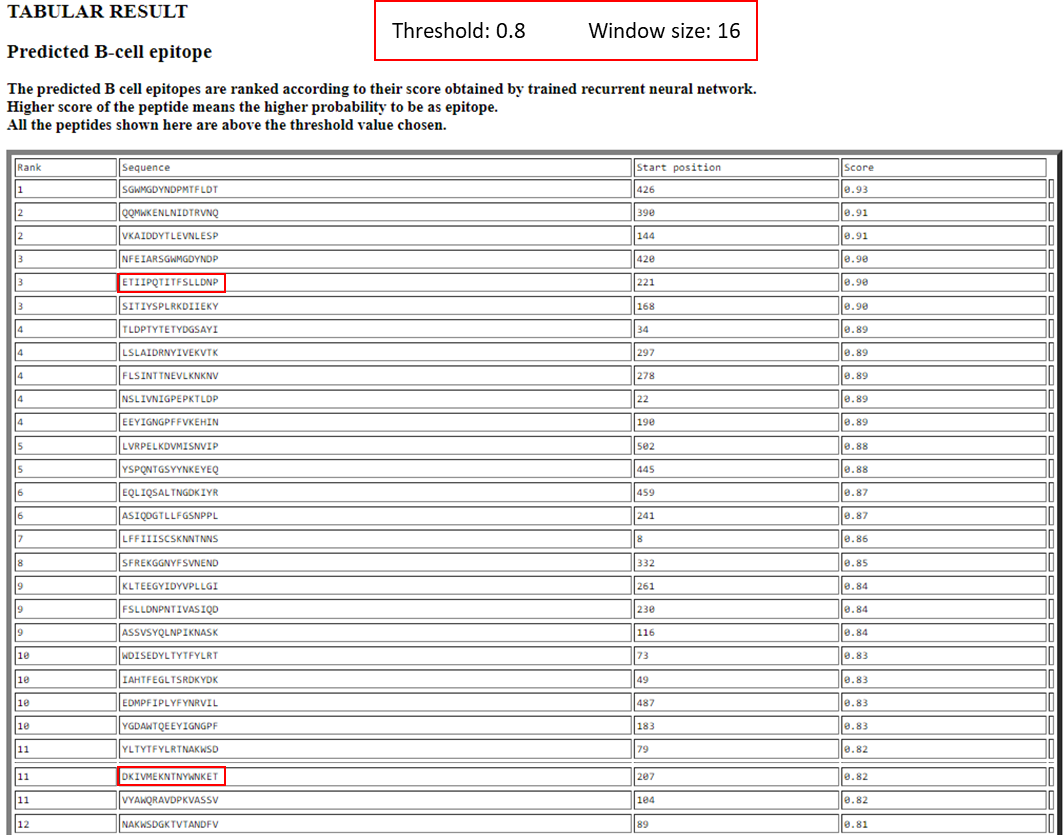 TABULAR RESULT
Threshold: 0.8 Window size: 16
Predicted B-cell epitope
The predicted B cell epitopes are ranked according to their score obtained by trained recurrent neural network.
Higher score of the peptide means the higher probability to be as epitope.
All the peptides shown here are above the threshold value chosen.
Rank Sequence Start position Score
1 SGWMGDYNDPMTFLDT 426 0.93
2 QQMWKENLNIDTRVNQ 390 0.91
2 VKAIDDYTLEVNLESP 144 0.91
3 NFEIARSGWMGDYNDP 420 0.90
3 ETIIPQTITFSLLDNP 221 0.90
3 SITIYSPLRKDIIEKY 168 0.90
4 TLDPTYTETYDGSAYI 34 0.89
4 LSLAIDRNYIVEKVTK 297 0.89
4 FLSINTTNEVLKNKNV 278 0.89
4 NSLIVNIGPEPKTLDP 22 0.89
4 EEYIGNGPFFVKEHIN 190 0.89
5 LVRPELKDVMISNVIP 502 0.88
5 YSPQNTGSYYNKEYEQ 445 0.88
6 EQLIQSALTNGDKIYR 459 0.87
6 ASIQDGTLLFGSNPPL 241 0.87
7 LFFIIISCSKNNTNNS 8 0.86
8 SFREKGGNYFSVNEND 332 0.85
9 KLTEEGYIDYVPLLGI 261 0.84
9 FSLLDNPNTIVASIQD 230 0.84
9 ASSVSYQLNPIKNASK 116 0.84
10 WDISEDYLTYTFYLRT 73 0.83
10 IAHTFEGLTSRDKYDK 49 0.83
10 EDMPFIPLYFYNRVIL 487 0.83
10 YGDAWTQEEYIGNGPF 183 0.83
11 YLTYTFYLRTNAKWSD 79 0.82
11 DKIVMEKNTNYWNKET 207 0.82
11 VYAWQRAVDPKVASSV 104 0.82
12 NAKWSDGKTVTANDFV 89 0.81